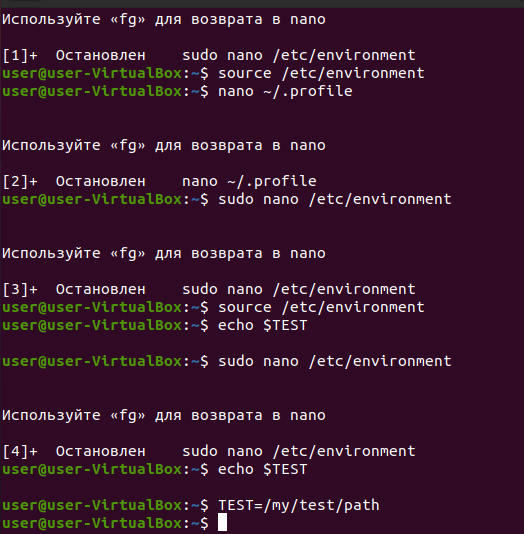 Используйте «fg» для возврата в nano
[1]+  Остановлен    sudo nano /etc/environment
user@user-VirtualBox:~$ source /etc/environment
user@user-VirtualBox:~$ nano ~/.profile
Используйте «fg» для возврата в nano
[2]+  Остановлен    nano ~/.profile
user@user-VirtualBox:~$ sudo nano /etc/environment
Используйте «fg» для возврата в nano
[3]+  Остановлен    sudo nano /etc/environment
user@user-VirtualBox:~$ source /etc/environment
user@user-VirtualBox:~$ echo $TEST
user@user-VirtualBox:~$ sudo nano /etc/environment
Используйте «fg» для возврата в nano
[4]+  Остановлен    sudo nano /etc/environment
user@user-VirtualBox:~$ echo $TEST
user@user-VirtualBox:~$ TEST=/my/test/path
user@user-VirtualBox:~$